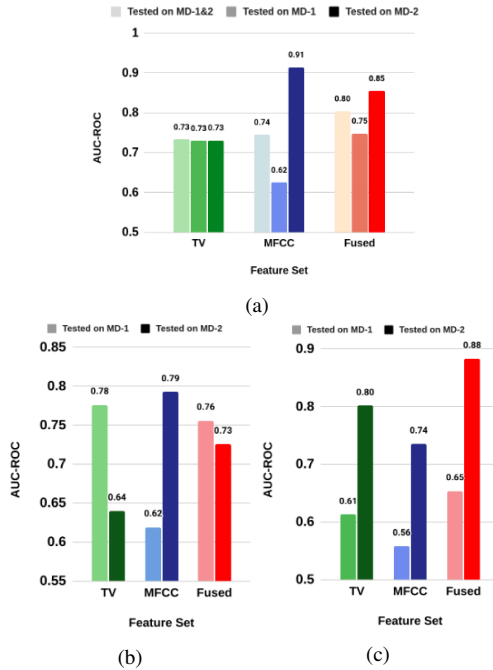 Tested on MD-1&2 Tested on MD-1 Tested on MD-2
1
0.9
0.8
0.7
0.6
0.5
AUC-ROC
0.73 0.73 0.73
0.74 0.62 0.91
0.80 0.75 0.85
TV MFCC Fused
Feature Set
(a)
Tested on MD-1 Tested on MD-2
0.85
0.8
0.75
0.7
0.65
0.6
0.55
AUC-ROC
0.78 0.64
0.62 0.79
0.76 0.73
TV MFCC Fused
Feature Set
(b)
Tested on MD-1 Tested on MD-2
0.9
0.8
0.7
0.6
0.5
AUC-ROC
0.61 0.80
0.56 0.74
0.65 0.88
TV MFCC Fused
Feature Set
(c)